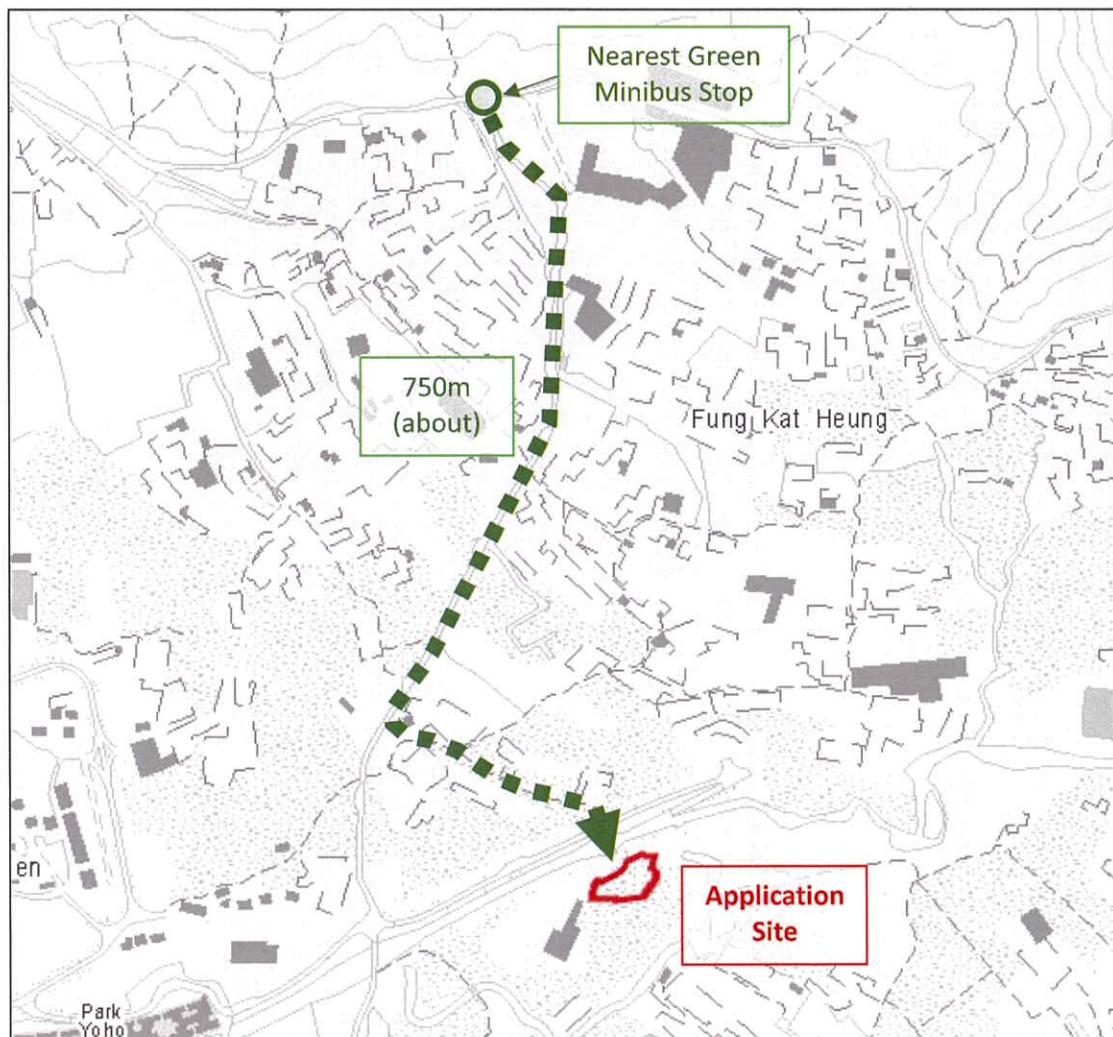 Nearest Green
Minibus Stop
750m
(about)
Fung Kat Heung
en
Application
Site
Park
Yoho